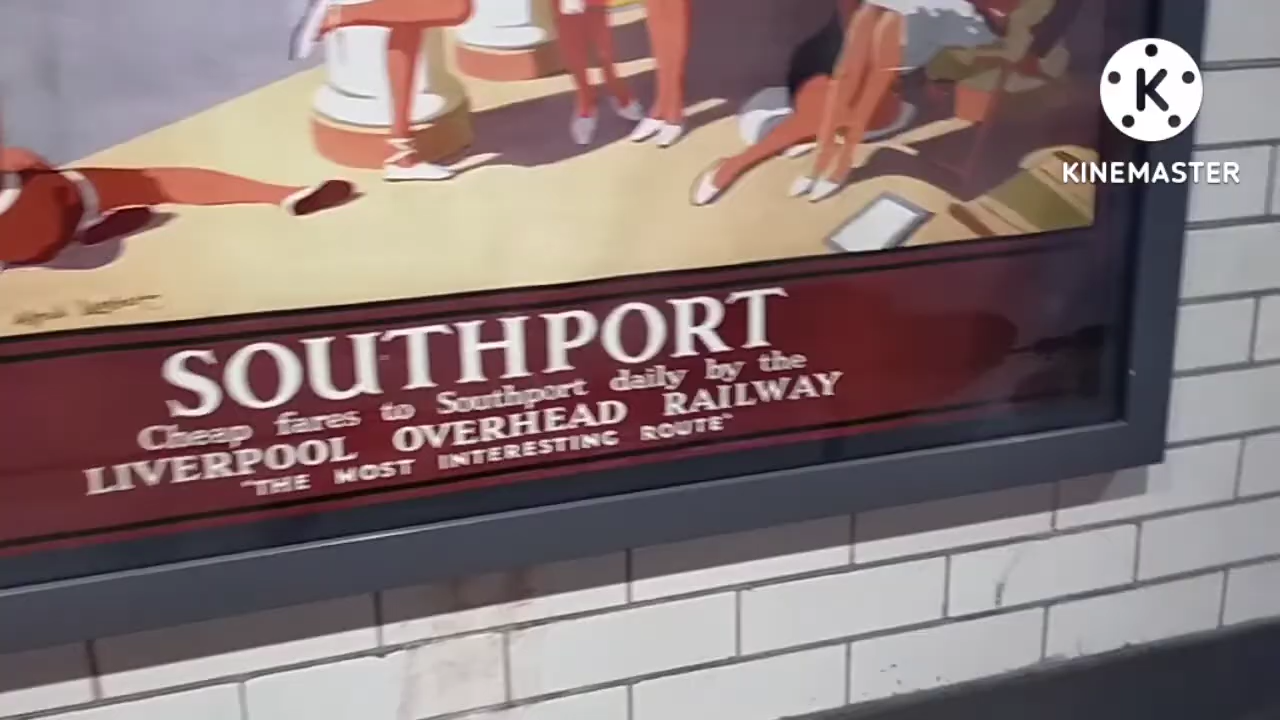 K
KINEMASTER
SOUTHPORT
Cheap fares to Southport daily by the
LIVERPOOL OVERHEAD RAILWAY
"THE MOST INTERESTING ROUTE"